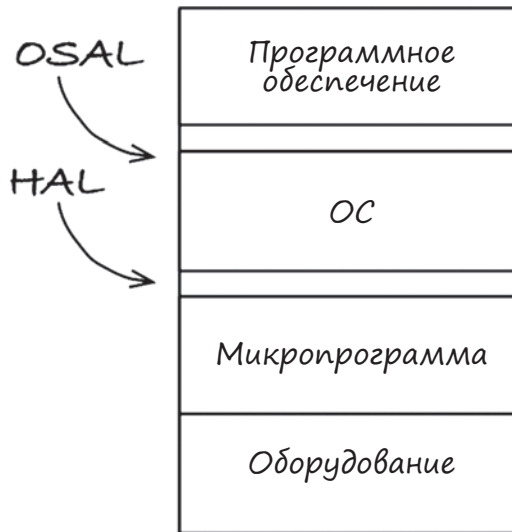 OSAL
Программное
обеспечение
HAL
ОС
Микропрограмма
Оборудование